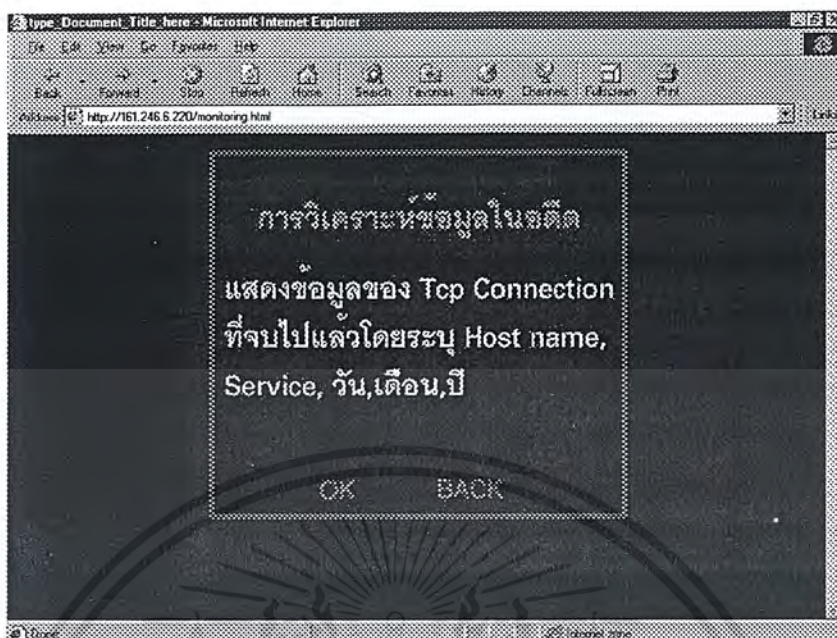 type_Document_Title_here - Microsoft Internet Explorer
File Edit View Go Favorites Help
Back Forward Stop Refresh Home Search Favorites History Channels Fullscreen Print
Address http://161.246.6.220/monitoring.html
การวิเคราะห์ข้อมูลในอดีต
แสดงข้อมูลของ Tcp Connection
ที่จบไปแล้วโดยระบุ Host name,
Service, วัน,เดือน,ปี
OK BACK
Done Internet zone